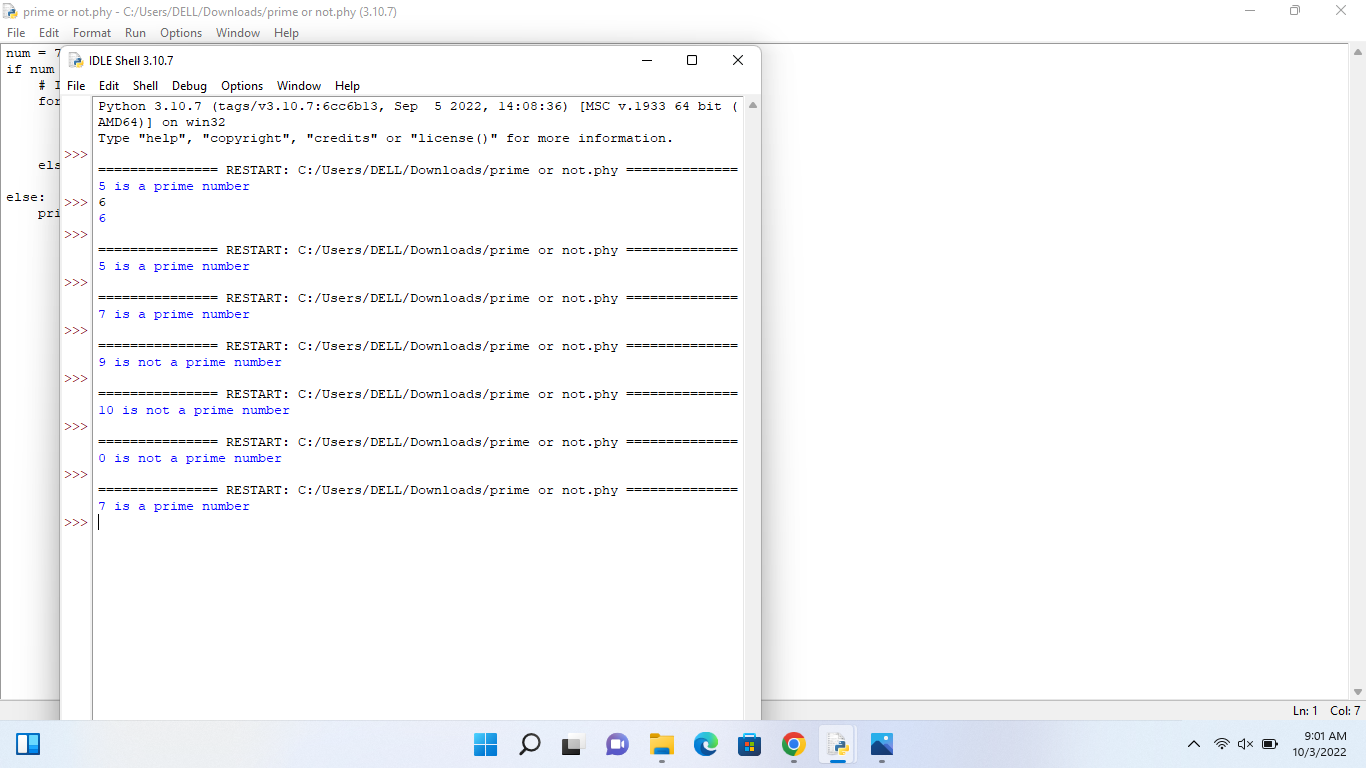 prime or not.phy - C:/Users/DELL/Downloads/prime or not.phy (3.10.7)
File Edit Format Run Options Window Help
num = 7
if num
# I
for
els
else:
pri
IDLE Shell 3.10.7
File Edit Shell Debug Options Window Help
Python 3.10.7 (tags/v3.10.7:6cc6b13, Sep  5 2022, 14:08:36) [MSC v.1933 64 bit (
AMD64)] on win32
Type "help", "copyright", "credits" or "license()" for more information.
>>>
=============== RESTART: C:/Users/DELL/Downloads/prime or not.phy ==============
5 is a prime number
>>> 6
6
>>>
=============== RESTART: C:/Users/DELL/Downloads/prime or not.phy ==============
5 is a prime number
>>>
=============== RESTART: C:/Users/DELL/Downloads/prime or not.phy ==============
7 is a prime number
>>>
=============== RESTART: C:/Users/DELL/Downloads/prime or not.phy ==============
9 is not a prime number
>>>
=============== RESTART: C:/Users/DELL/Downloads/prime or not.phy ==============
10 is not a prime number
>>>
=============== RESTART: C:/Users/DELL/Downloads/prime or not.phy ==============
0 is not a prime number
>>>
=============== RESTART: C:/Users/DELL/Downloads/prime or not.phy ==============
7 is a prime number
>>>
Ln: 1 Col: 7
9:01 AM
10/3/2022